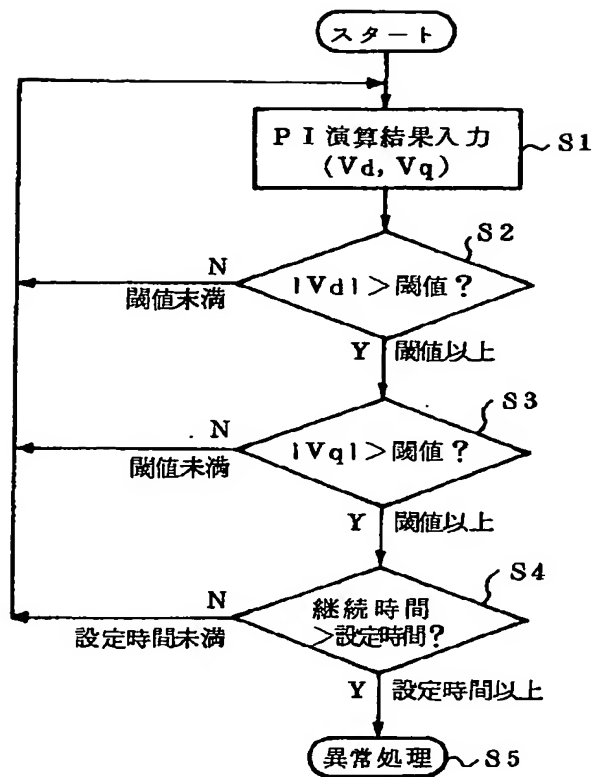 スタート
PI演算結果入力
(Vd, Vq)
S1
S2
N
|Vd|>閾値?
閾値未満
Y 閾値以上
S3
N
|Vq|>閾値?
閾値未満
Y 閾値以上
S4
N
継続時間
>設定時間?
設定時間未満
Y 設定時間以上
異常処理
S5